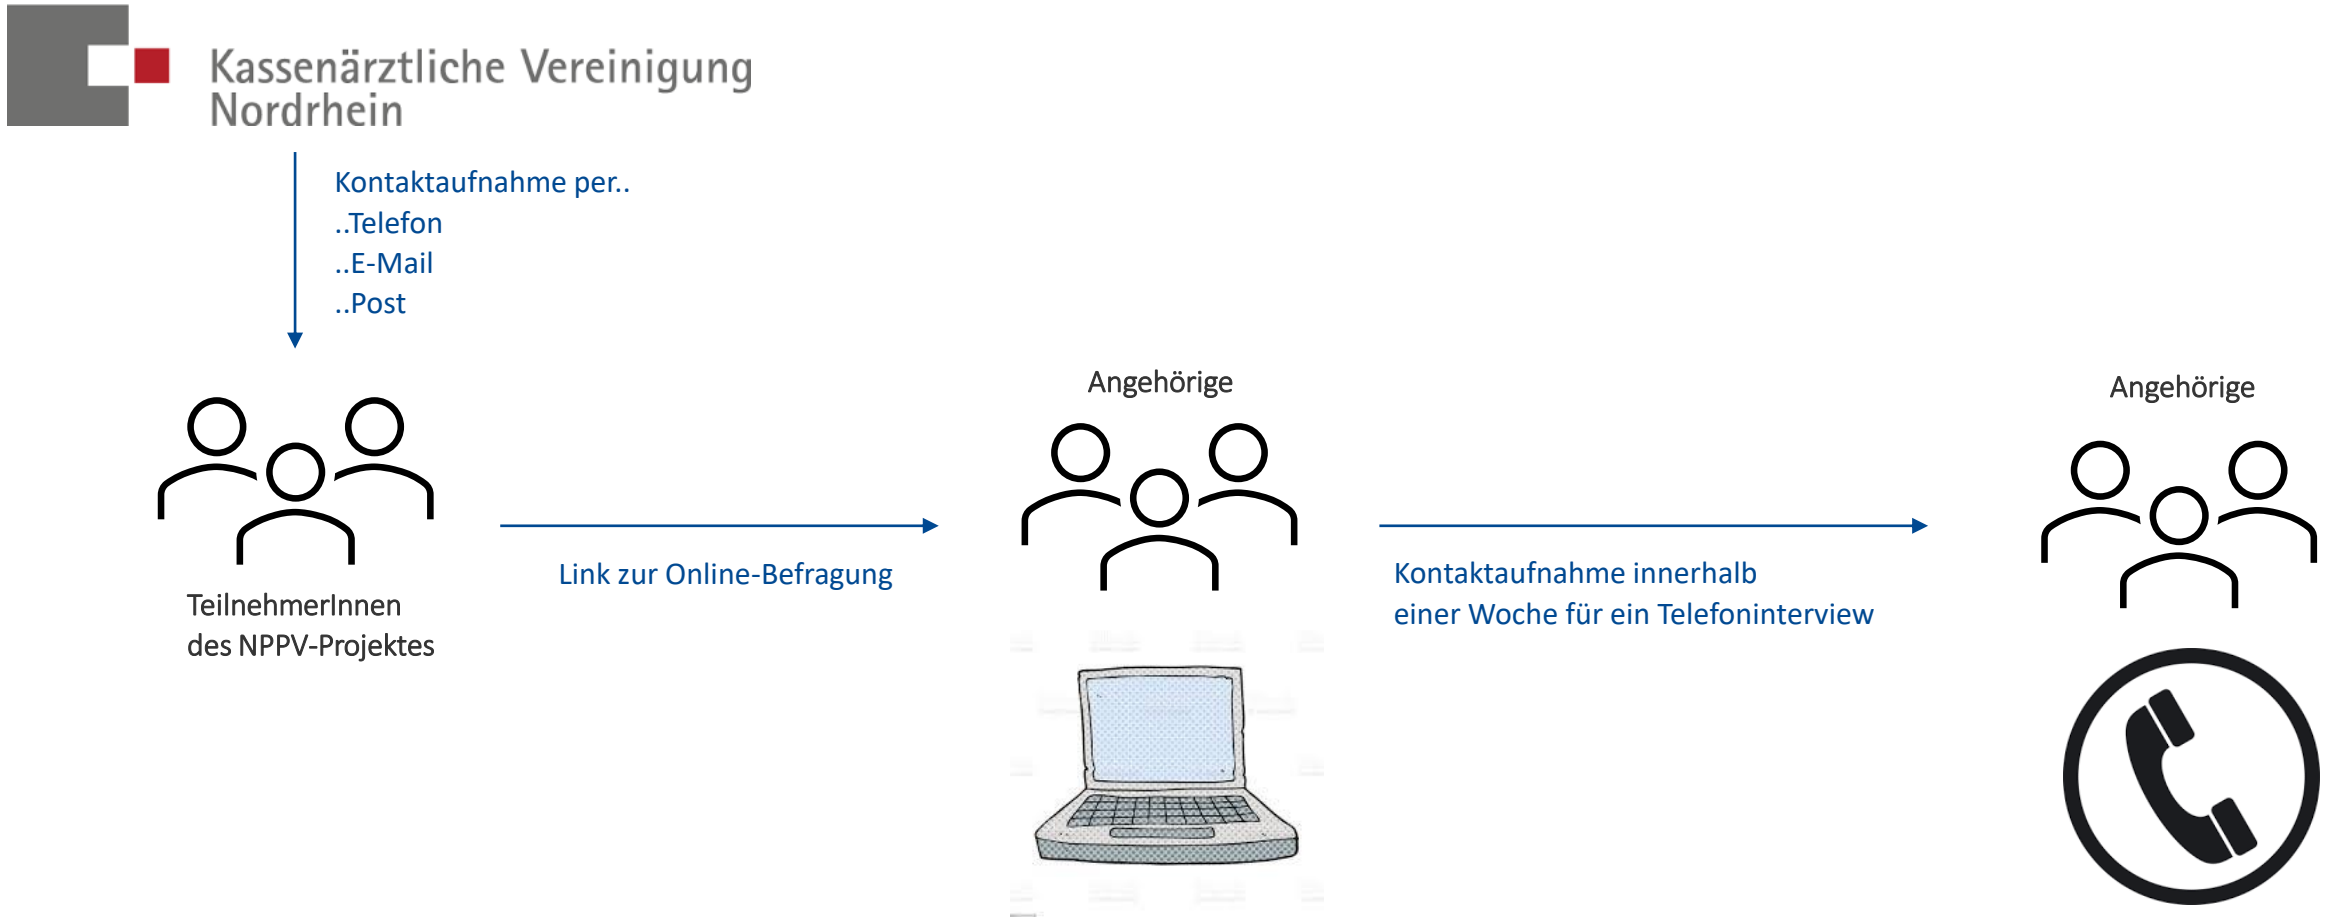 Kassenärztliche Vereinigung
Nordrhein
Kontaktaufnahme per..
..Telefon
..E-Mail
..Post
TeilnehmerInnen
des NPPV-Projektes
Link zur Online-Befragung
Angehörige
Kontaktaufnahme innerhalb
einer Woche für ein Telefoninterview
Angehörige